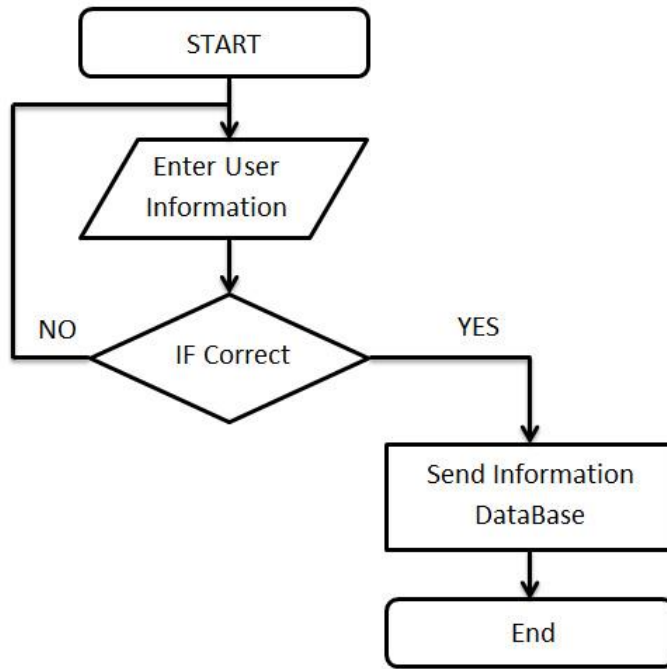 START
Enter User
Information
NO
IF Correct
YES
Send Information
DataBase
End